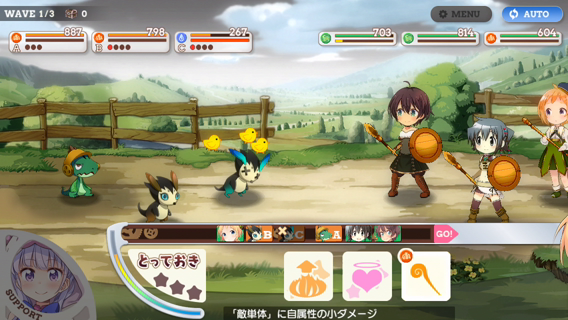 WAVE 1/3 0
MENU
AUTO
887
798
267
703
814
604
A
B
C
B C A
GO!
とっておき
SUPPORT
「敵単体」に自属性の小ダメージ